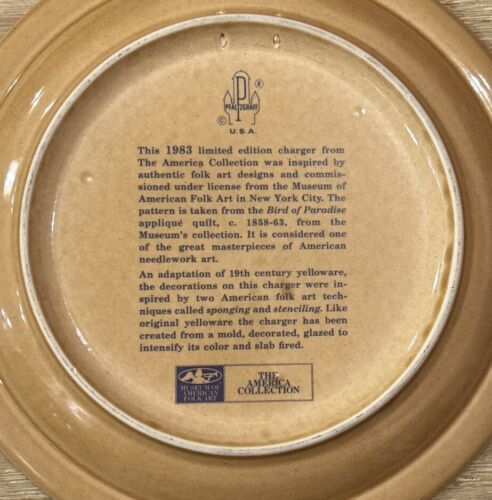 P
®
PFALTZGRAFF
©
U.S.A.
This 1983 limited edition charger from
The America Collection was inspired by
authentic folk art designs and commis-
sioned under license from the Museum of
American Folk Art in New York City. The
pattern is taken from the Bird of Paradise
appliqué quilt, c. 1858-63, from the
Museum's collection. It is considered one
of the great masterpieces of American
needlework art.
An adaptation of 19th century yelloware,
the decorations on this charger were in-
spired by two American folk art tech-
niques called sponging and stenciling. Like
original yelloware the charger has been
created from a mold, decorated, glazed to
intensify its color and slab fired.
MUSEUM OF
AMERICAN
FOLK ART
THE
AMERICA
COLLECTION